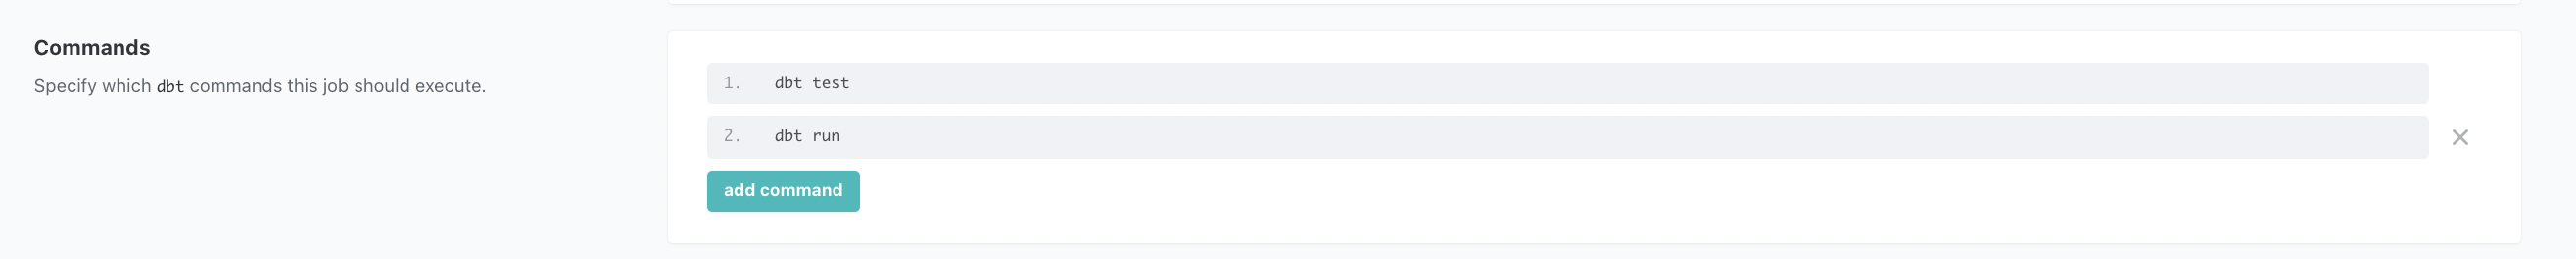 Commands
Specify which dbt commands this job should execute.
1. dbt test
2. dbt run
add command